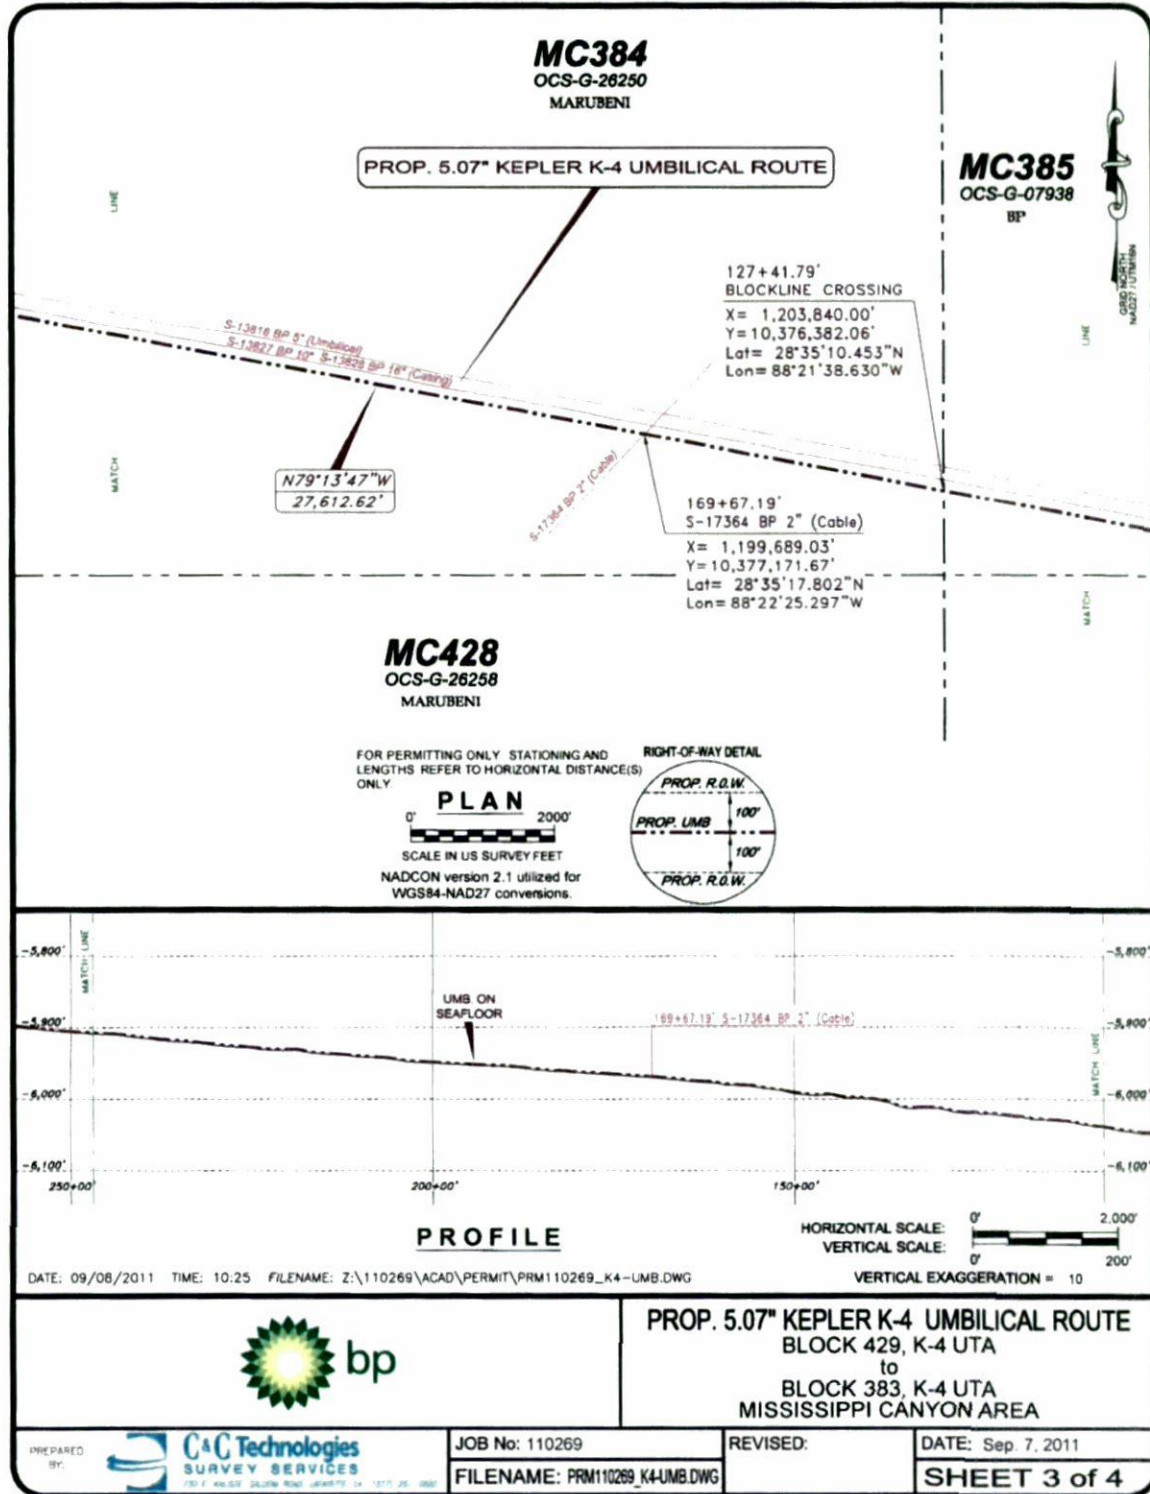 MC384
OCS-G-26250
MARUBENI
PROP. 5.07" KEPLER K-4 UMBILICAL ROUTE
MC385
OCS-G-07938
BP
GRID NORTH
NAD27 / UTM16N
LINE
LINE
127+41.79'
BLOCKLINE CROSSING
X= 1,203,840.00'
Y=10,376,382.06'
Lat= 28°35'10.453"N
Lon=88°21'38.630"W
S-13816 BP 5" (Umbilical)
S-13827 BP 10" S-13828 BP 16" (Casing)
MATCH
N79°13'47"W
27,612.62'
S-17364 BP 2" (Cable)
169+67.19'
S-17364 BP 2" (Cable)
X= 1,199,689.03'
Y=10,377,171.67'
Lat= 28°35'17.802"N
Lon=88°22'25.297"W
MATCH
MC428
OCS-G-26258
MARUBENI
FOR PERMITTING ONLY STATIONING AND
LENGTHS REFER TO HORIZONTAL DISTANCE(S)
ONLY
PLAN
0' 2000'
SCALE IN US SURVEY FEET
NADCON version 2.1 utilized for
WGS84-NAD27 conversions.
RIGHT-OF-WAY DETAIL
PROP. R.O.W.
100'
PROP. UMB
100'
PROP. R.O.W.
-5,800' -5,800'
MATCH LINE
UMB. ON
SEAFLOOR
169+67.19' S-17364 BP 2" (Cable)
-5,900' -5,900'
MATCH LINE
-6,000' -6,000'
-6,100' -6,100'
250+00' 200+00' 150+00'
PROFILE
HORIZONTAL SCALE: 0' 2,000'
VERTICAL SCALE: 0' 200'
VERTICAL EXAGGERATION = 10
DATE: 09/08/2011 TIME: 10:25 FILENAME: Z:\110269\ACAD\PERMIT\PRM110269_K4-UMB.DWG
bp
PROP. 5.07" KEPLER K-4 UMBILICAL ROUTE
BLOCK 429, K-4 UTA
to
BLOCK 383, K-4 UTA
MISSISSIPPI CANYON AREA
PREPARED
BY:
C&C Technologies
SURVEY SERVICES
JOB No: 110269
FILENAME: PRM110269_K4-UMB.DWG
REVISED:
DATE: Sep. 7, 2011
SHEET 3 of 4